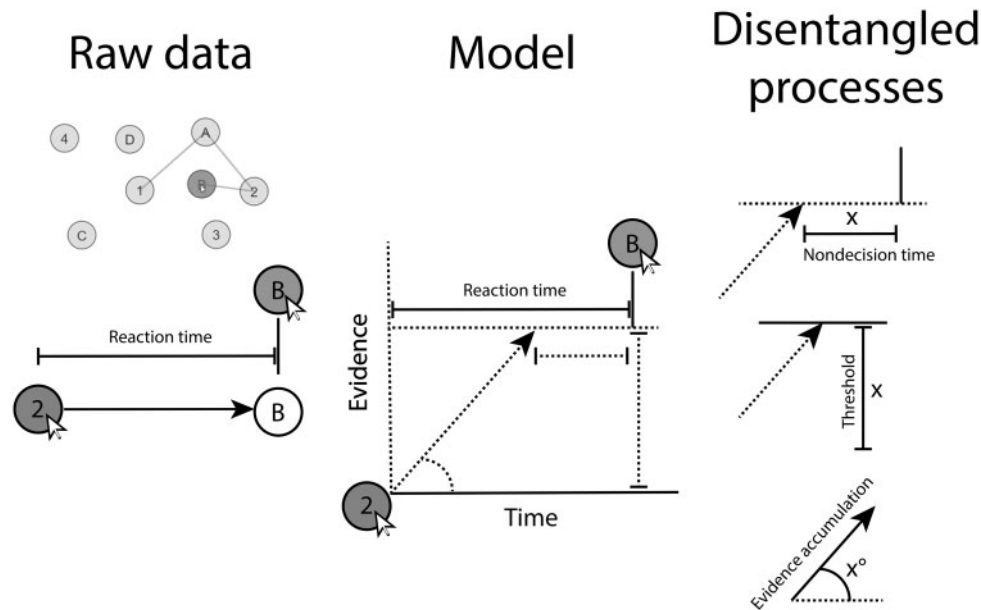 Raw data
4
D
A
1
B
2
C
3
B
Reaction time
2
B
Model
B
Reaction time
Evidence
2
Time
Disentangled
processes
X
Nondecision time
Threshold
X
Evidence accumulation
X°